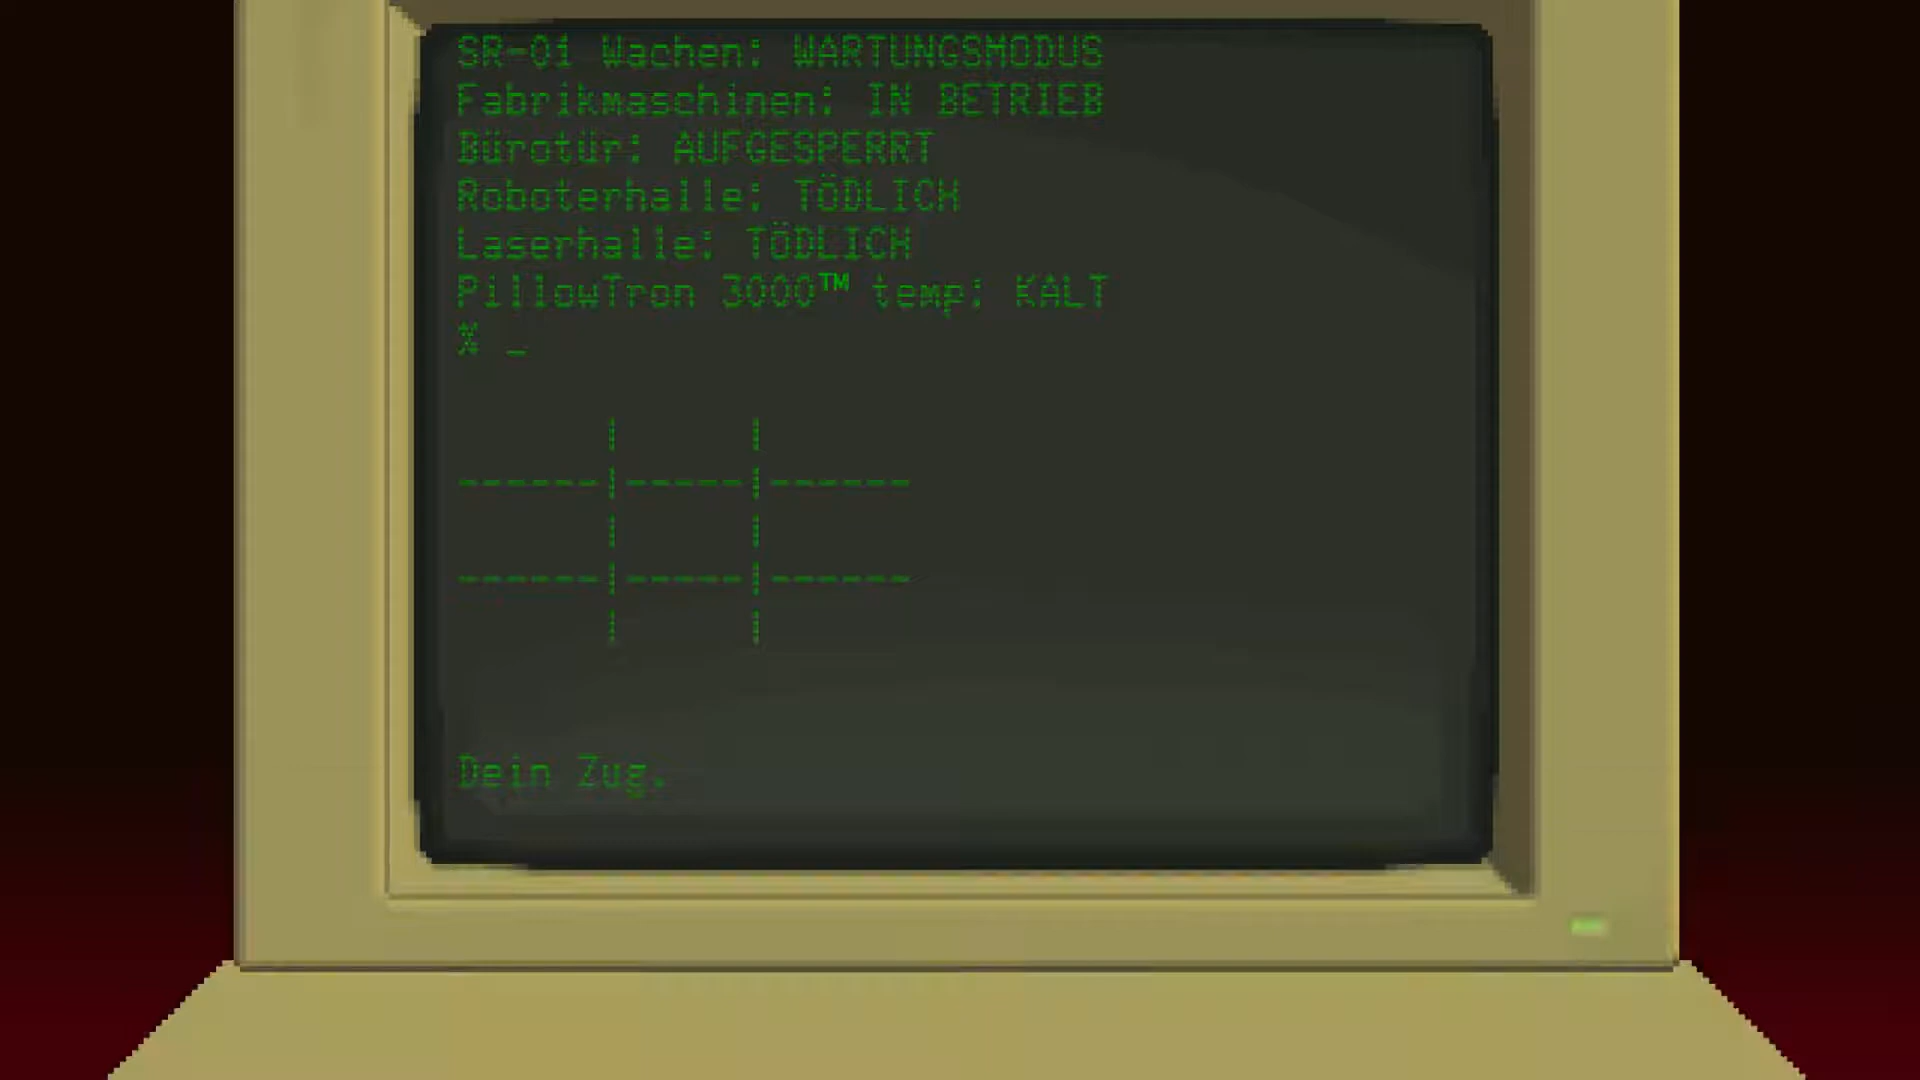 SR-01 Wachen: WARTUNGSMODUS
Fabrikmaschinen: IN BETRIEB
Bürotür: AUFGESPERRT
Roboterhalle: TÖDLICH
Laserhalle: TÖDLICH
PillowTron 3000™ temp: KALT
% _
Dein Zug.